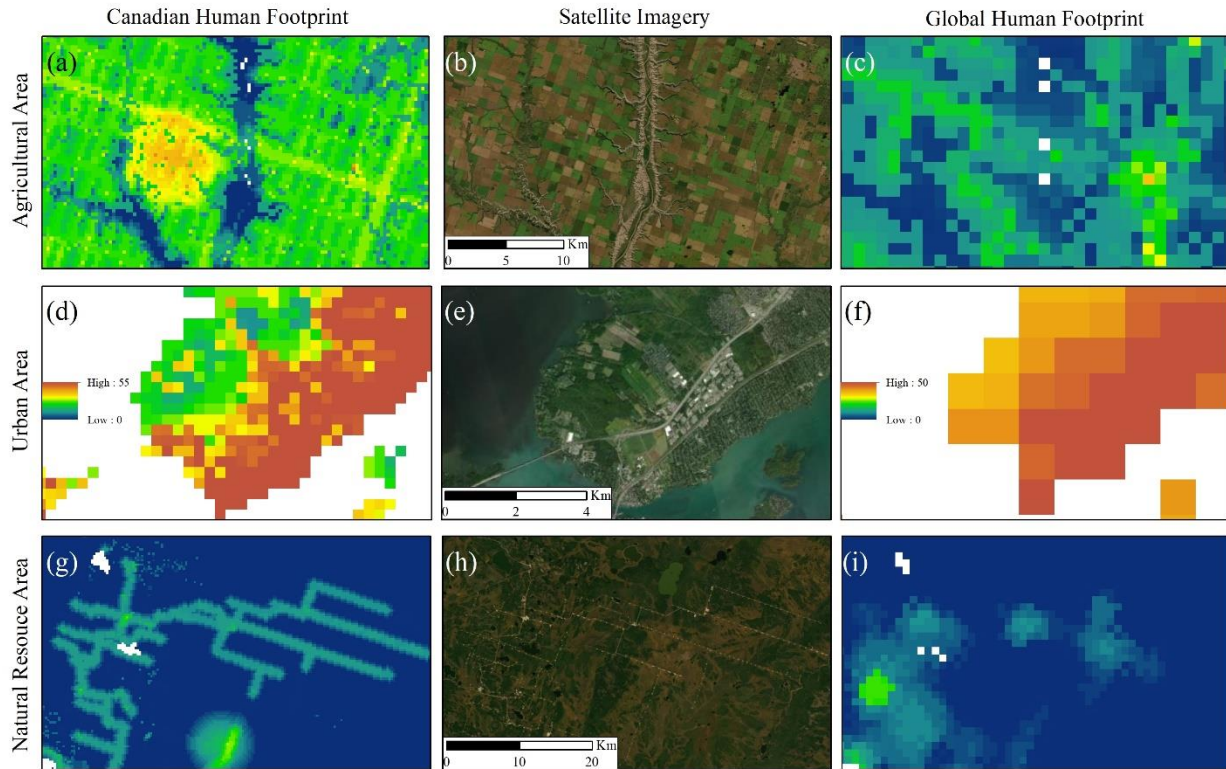 Canadian Human Footprint Satellite Imagery Global Human Footprint
Agricultural Area
(a) (b) (c)
Km
0 5 10
Urban Area
(d) (e) (f)
High : 55
Low : 0
High : 50
Low : 0
Km
0 2 4
Natural Resouce Area
(g) (h) (i)
Km
0 10 20